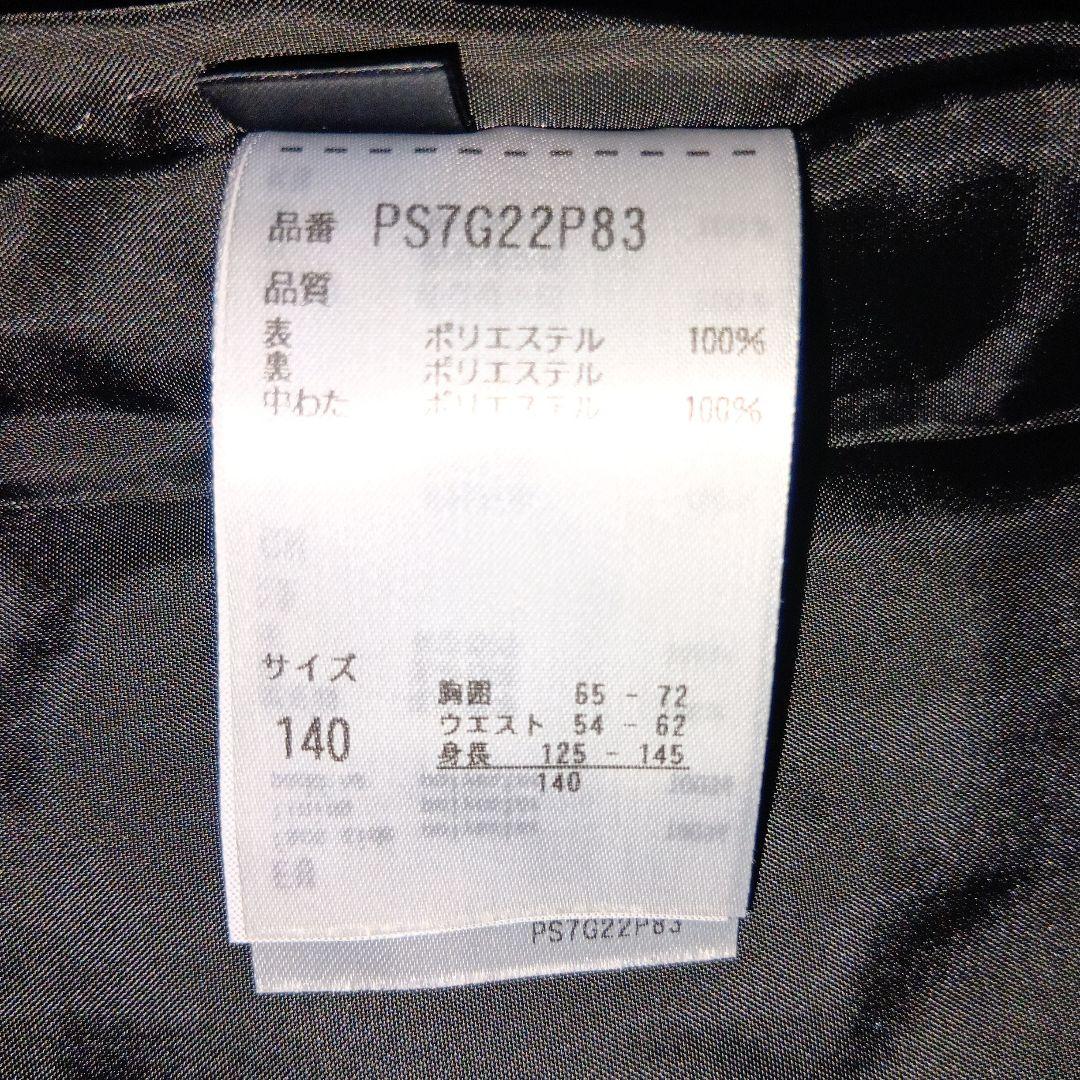 品番 PS7G22P83
品質
表 ポリエステル 100%
裏 ポリエステル
中わた ポリエステル 100%
サイズ
140
胸囲 65 - 72
ウエスト 54 - 62
身長 125 - 145
140
PS7G22P83